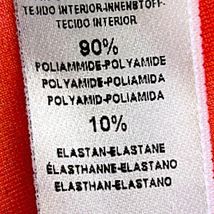 TEJIDO INTERIOR-INNENSTOFF-
TECIDO INTERIOR
90%
POLIAMMIDE-POLYAMIDE
POLYAMIDE-POLIAMIDA
POLYAMID-POLIAMIDA
10%
ELASTAN-ELASTANE
ÉLASTHANNE-ELASTANO
ELASTHAN-ELASTANO